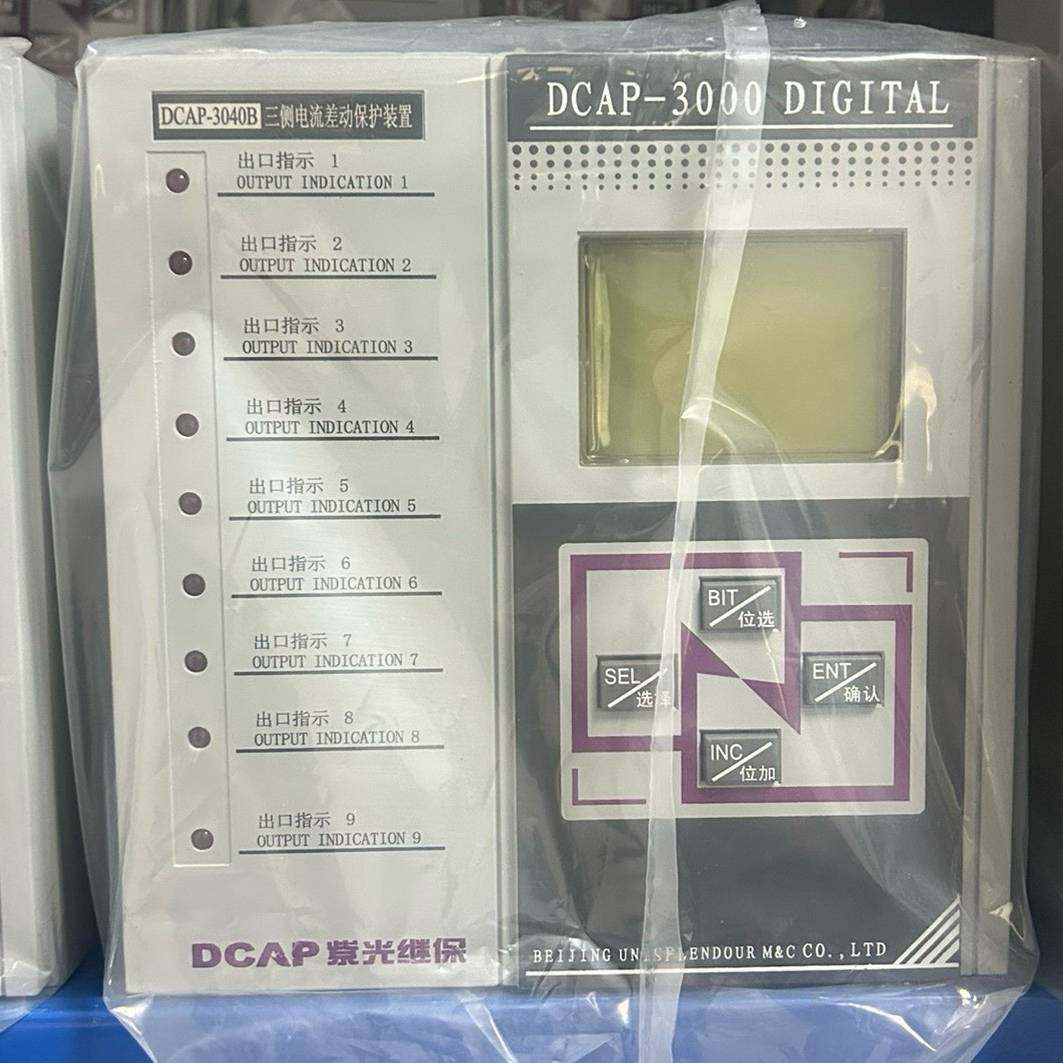 DCAP-3040B 三侧电流差动保护装置
出口指示 1
OUTPUT INDICATION 1
出口指示 2
OUTPUT INDICATION 2
出口指示 3
OUTPUT INDICATION 3
出口指示 4
OUTPUT INDICATION 4
出口指示 5
OUTPUT INDICATION 5
出口指示 6
OUTPUT INDICATION 6
出口指示 7
OUTPUT INDICATION 7
出口指示 8
OUTPUT INDICATION 8
出口指示 9
OUTPUT INDICATION 9
DCAP 紫光继保
DCAP-3000 DIGITAL
BIT/位选
SEL/选择
ENT/确认
INC/位加
BEIJING UNISPLENDOUR M&C CO.,LTD